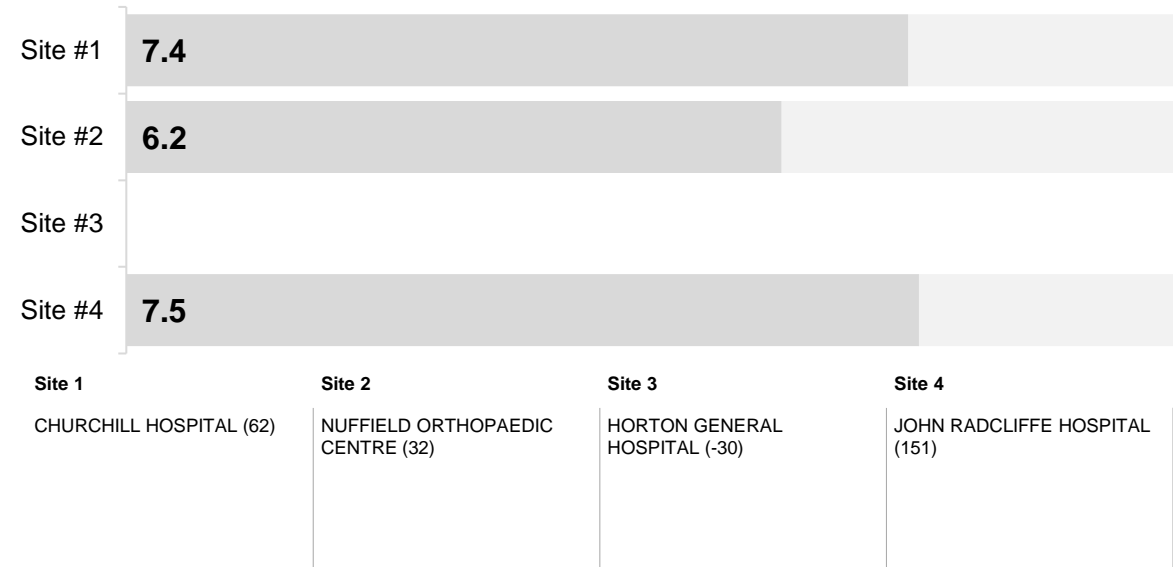 Site #1
7.4
Site #2
6.2
Site #3
Site #4
7.5
Site 1
CHURCHILL HOSPITAL (62)
Site 2
NUFFIELD ORTHOPAEDIC
CENTRE (32)
Site 3
HORTON GENERAL
HOSPITAL (-30)
Site 4
JOHN RADCLIFFE HOSPITAL
(151)